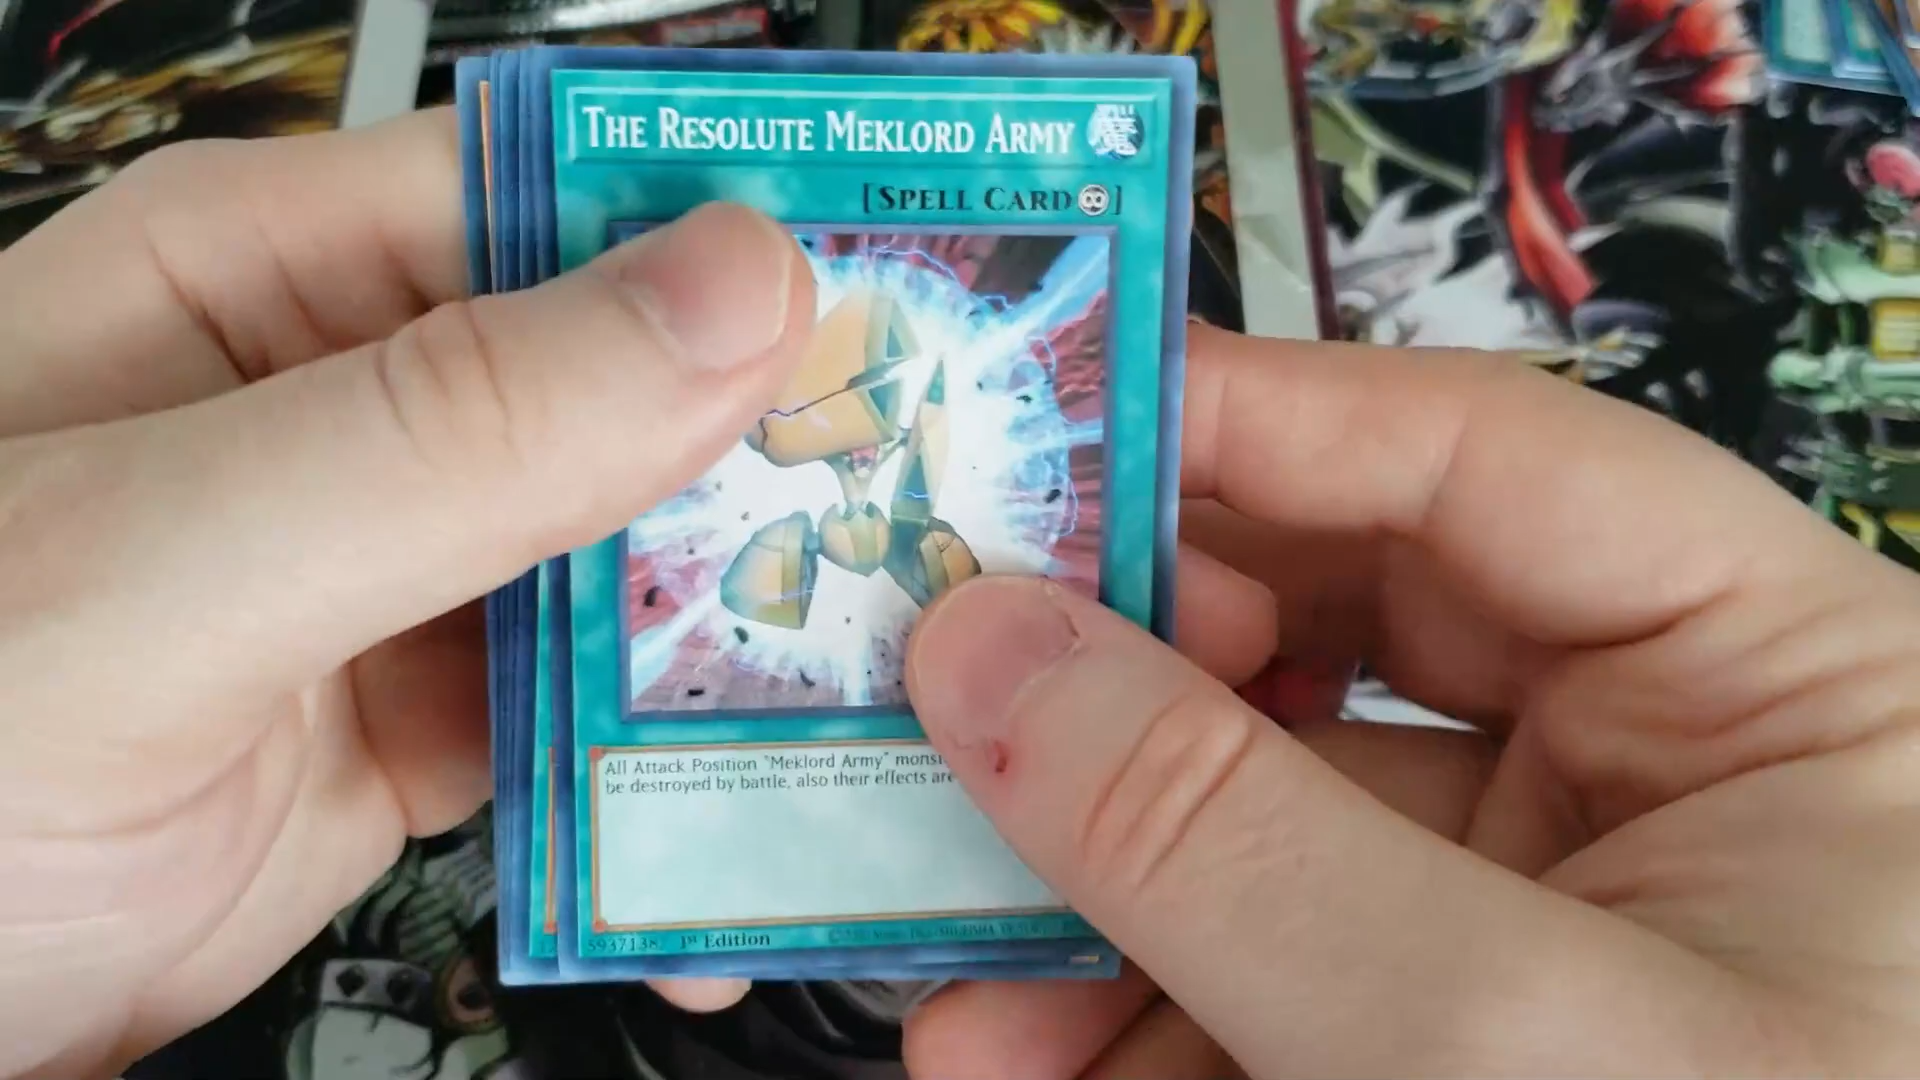 THE RESOLUTE MEKLORD ARMY 魔
[SPELL CARD ∞]
All Attack Position "Meklord Army"
be destroyed by battle, also their effects are
5937138 1st Edition